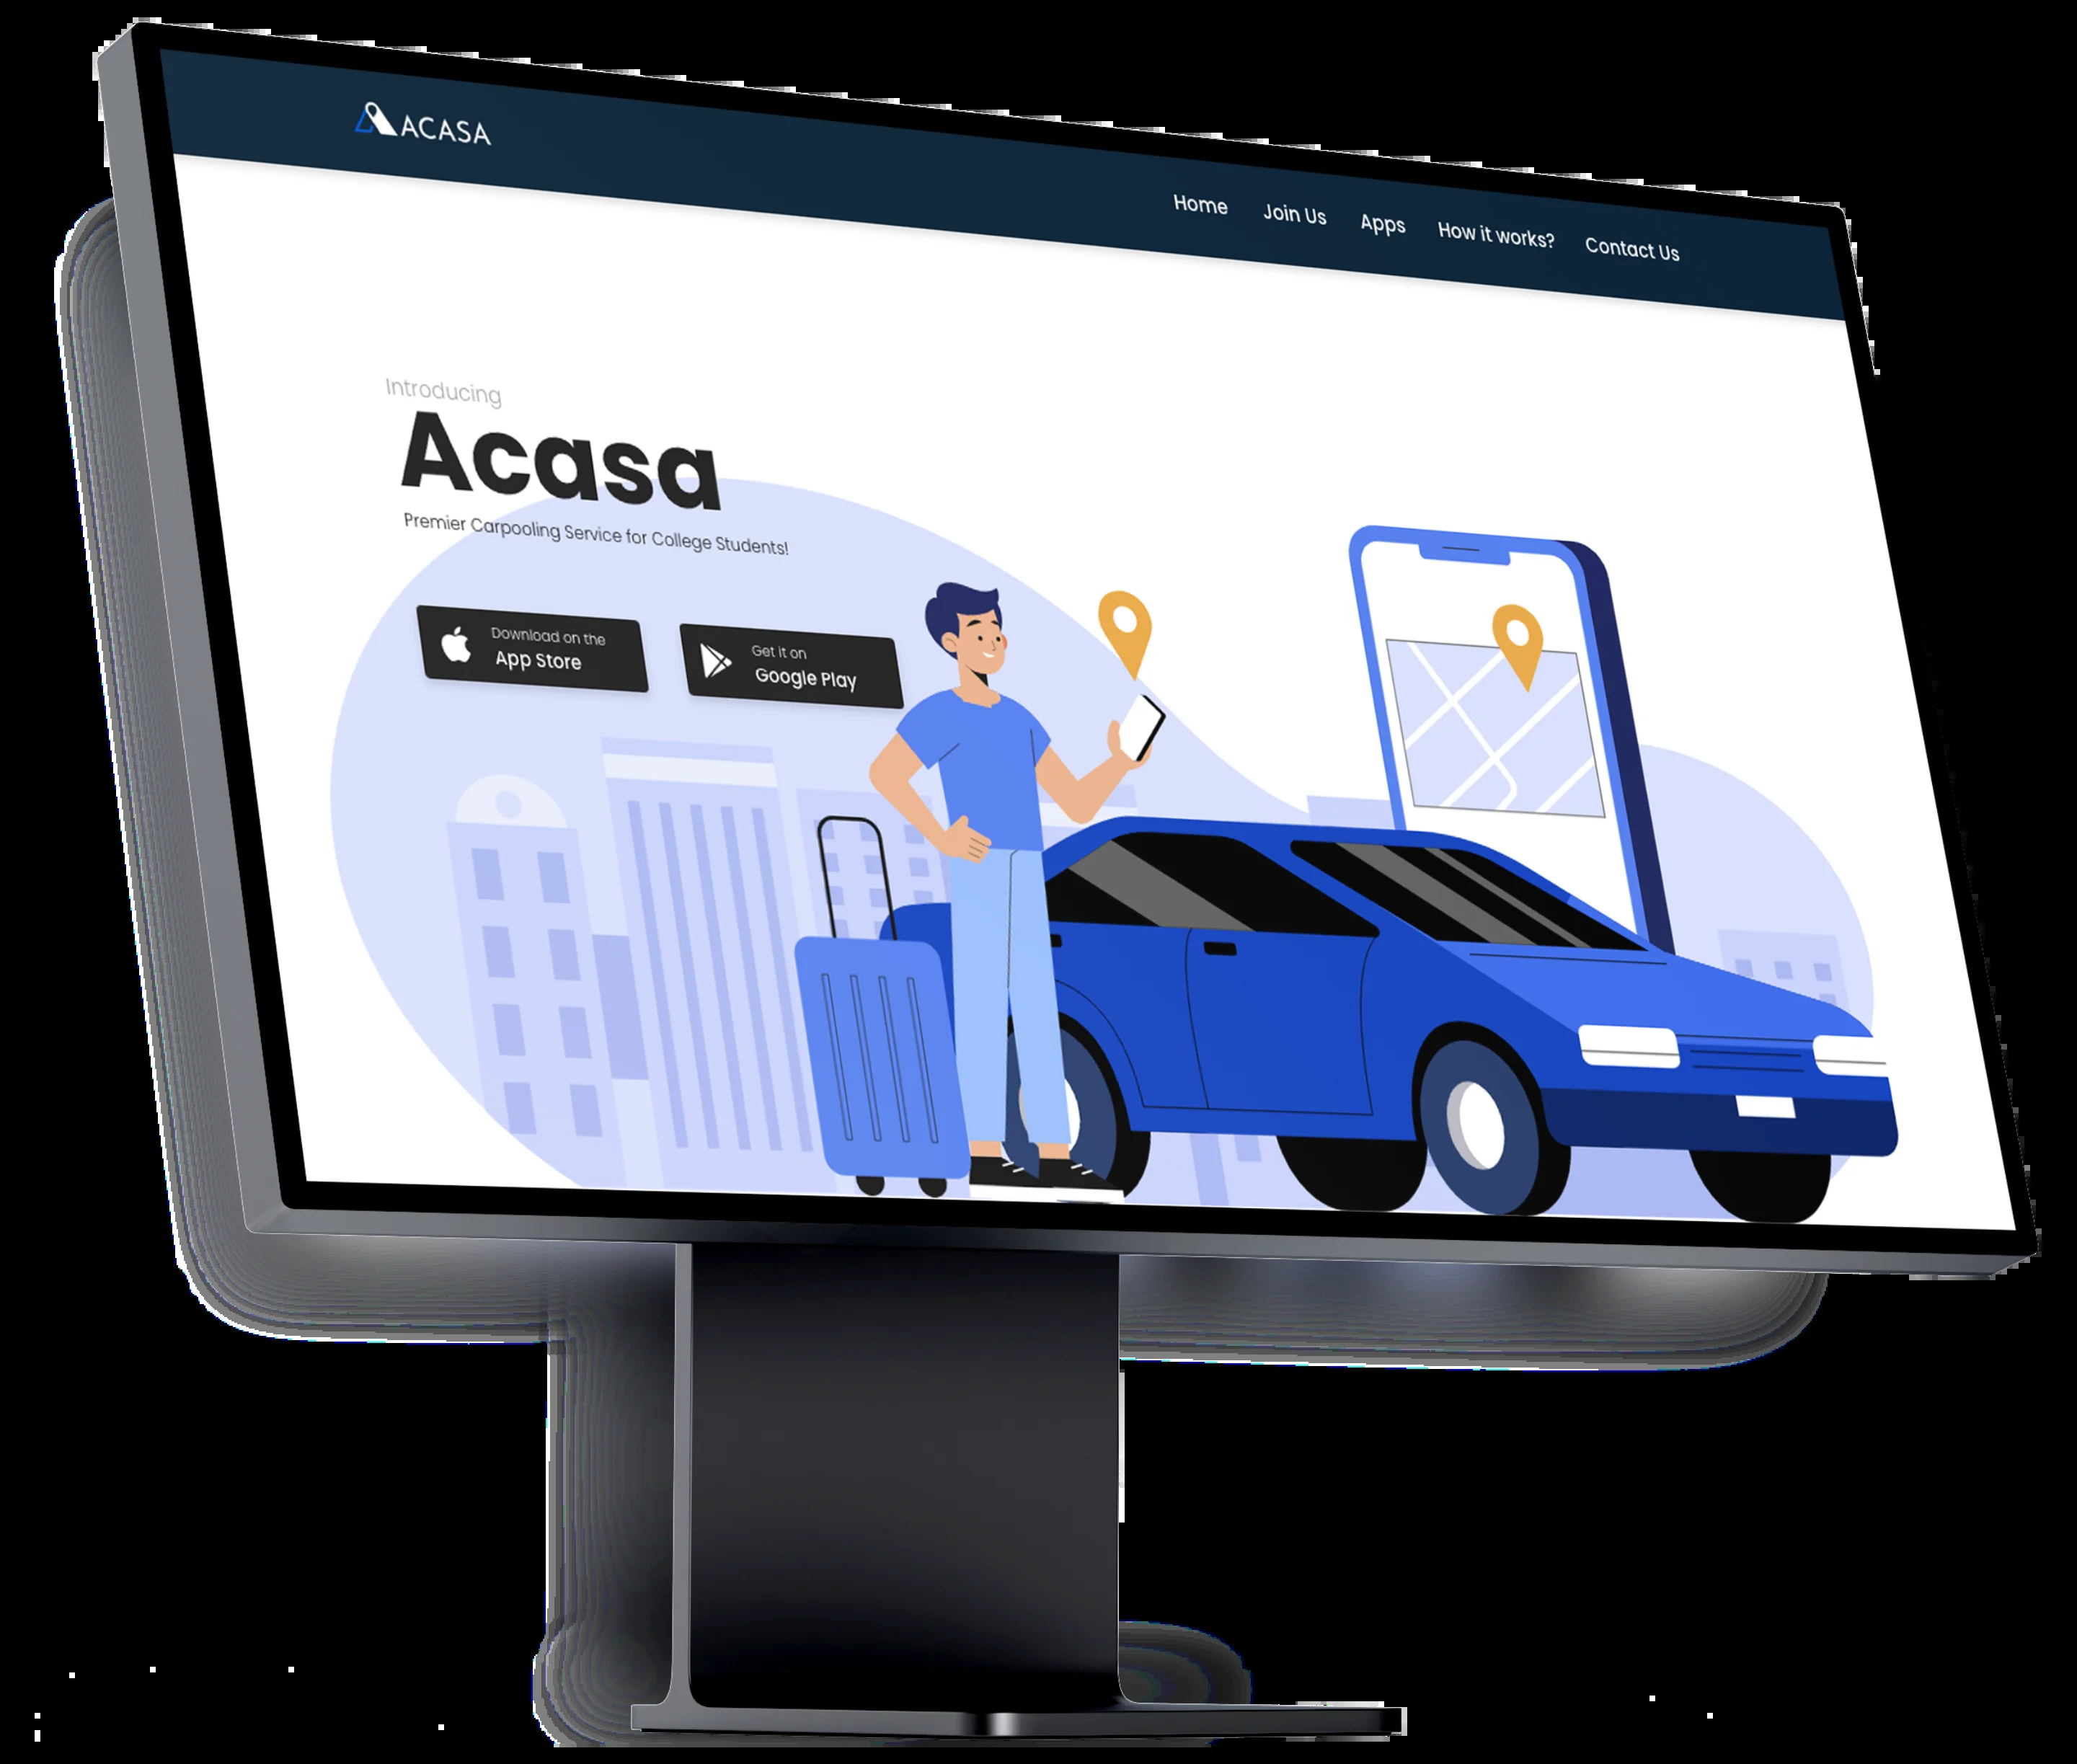 ACASA
Home Join Us Apps How it works? Contact Us
Introducing
Acasa
Premier Carpooling Service for College Students!
Download on the
App Store
Get it on
Google Play